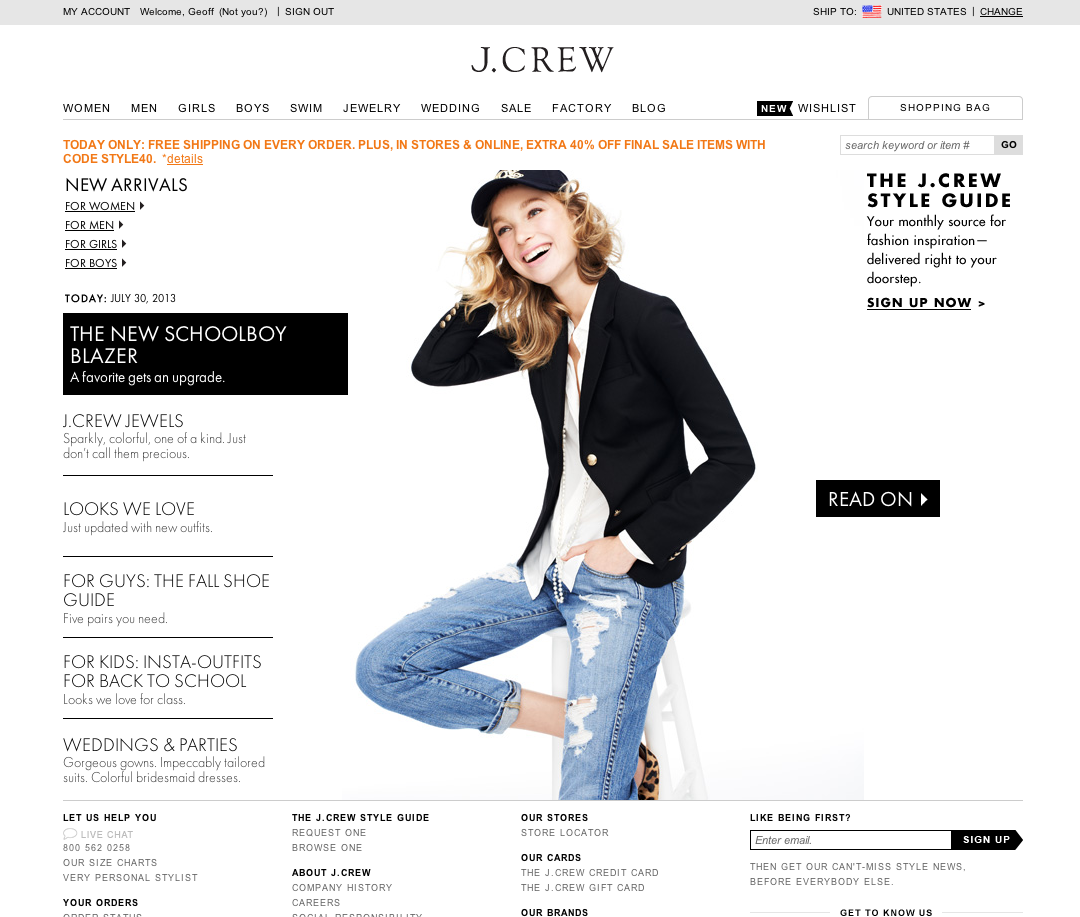 MY ACCOUNT Welcome, Geoff (Not you?) | SIGN OUT
SHIP TO: UNITED STATES | CHANGE
J.CREW
WOMEN MEN GIRLS BOYS SWIM JEWELRY WEDDING SALE FACTORY BLOG
NEW WISHLIST SHOPPING BAG
TODAY ONLY: FREE SHIPPING ON EVERY ORDER. PLUS, IN STORES & ONLINE, EXTRA 40% OFF FINAL SALE ITEMS WITH
CODE STYLE40. *details
search keyword or item # GO
NEW ARRIVALS
FOR WOMEN
FOR MEN
FOR GIRLS
FOR BOYS
TODAY: JULY 30, 2013
THE NEW SCHOOLBOY
BLAZER
A favorite gets an upgrade.
J.CREW JEWELS
Sparkly, colorful, one of a kind. Just
don't call them precious.
LOOKS WE LOVE
Just updated with new outfits.
FOR GUYS: THE FALL SHOE
GUIDE
Five pairs you need.
FOR KIDS: INSTA-OUTFITS
FOR BACK TO SCHOOL
Looks we love for class.
WEDDINGS & PARTIES
Gorgeous gowns. Impeccably tailored
suits. Colorful bridesmaid dresses.
THE J.CREW
STYLE GUIDE
Your monthly source for
fashion inspiration—
delivered right to your
doorstep.
SIGN UP NOW >
READ ON
LET US HELP YOU
LIVE CHAT
800 562 0258
OUR SIZE CHARTS
VERY PERSONAL STYLIST
YOUR ORDERS
ORDER STATUS
THE J.CREW STYLE GUIDE
REQUEST ONE
BROWSE ONE
ABOUT J.CREW
COMPANY HISTORY
CAREERS
SOCIAL RESPONSIBILITY
OUR STORES
STORE LOCATOR
OUR CARDS
THE J.CREW CREDIT CARD
THE J.CREW GIFT CARD
OUR BRANDS
LIKE BEING FIRST?
Enter email. SIGN UP
THEN GET OUR CAN'T-MISS STYLE NEWS,
BEFORE EVERYBODY ELSE.
GET TO KNOW US